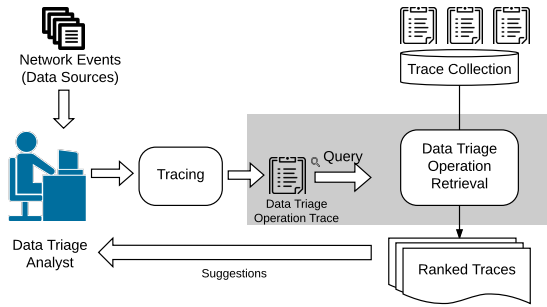 Network Events
(Data Sources)
Trace Collection
Tracing
Query
Data Triage
Operation Trace
Data Triage
Operation
Retrieval
Data Triage
Analyst
Suggestions
Ranked Traces